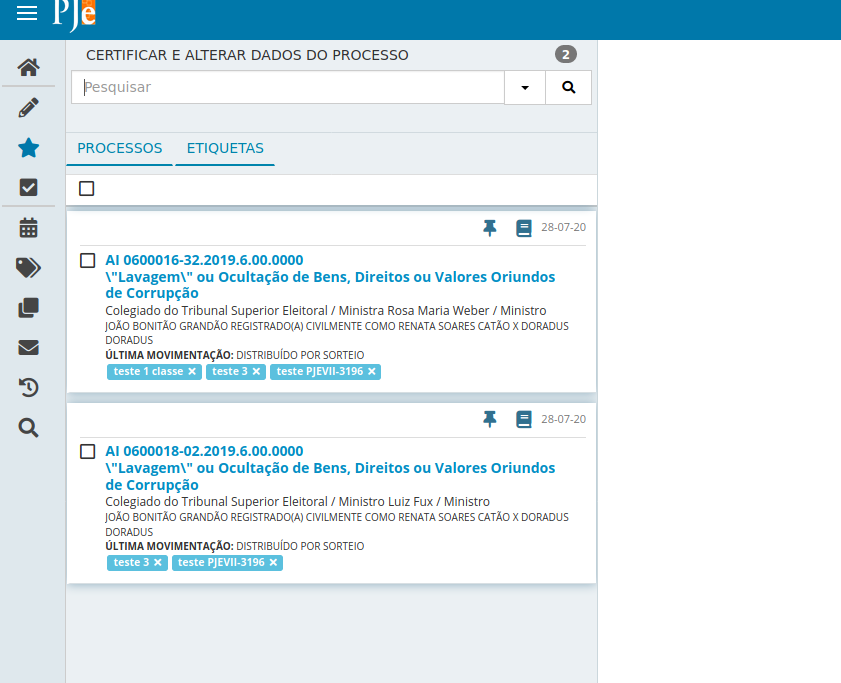 PJe
CERTIFICAR E ALTERAR DADOS DO PROCESSO 2
Pesquisar
PROCESSOS ETIQUETAS
28-07-20
AI 0600016-32.2019.6.00.0000
\"Lavagem\" ou Ocultação de Bens, Direitos ou Valores Oriundos
de Corrupção
Colegiado do Tribunal Superior Eleitoral / Ministra Rosa Maria Weber / Ministro
JOÃO BONITÃO GRANDÃO REGISTRADO(A) CIVILMENTE COMO RENATA SOARES CATÃO X DORADUS
DORADUS
ÚLTIMA MOVIMENTAÇÃO: DISTRIBUÍDO POR SORTEIO
teste 1 classe × teste 3 × teste PJEVII-3196 ×
28-07-20
AI 0600018-02.2019.6.00.0000
\"Lavagem\" ou Ocultação de Bens, Direitos ou Valores Oriundos
de Corrupção
Colegiado do Tribunal Superior Eleitoral / Ministro Luiz Fux / Ministro
JOÃO BONITÃO GRANDÃO REGISTRADO(A) CIVILMENTE COMO RENATA SOARES CATÃO X DORADUS
DORADUS
ÚLTIMA MOVIMENTAÇÃO: DISTRIBUÍDO POR SORTEIO
teste 3 × teste PJEVII-3196 ×